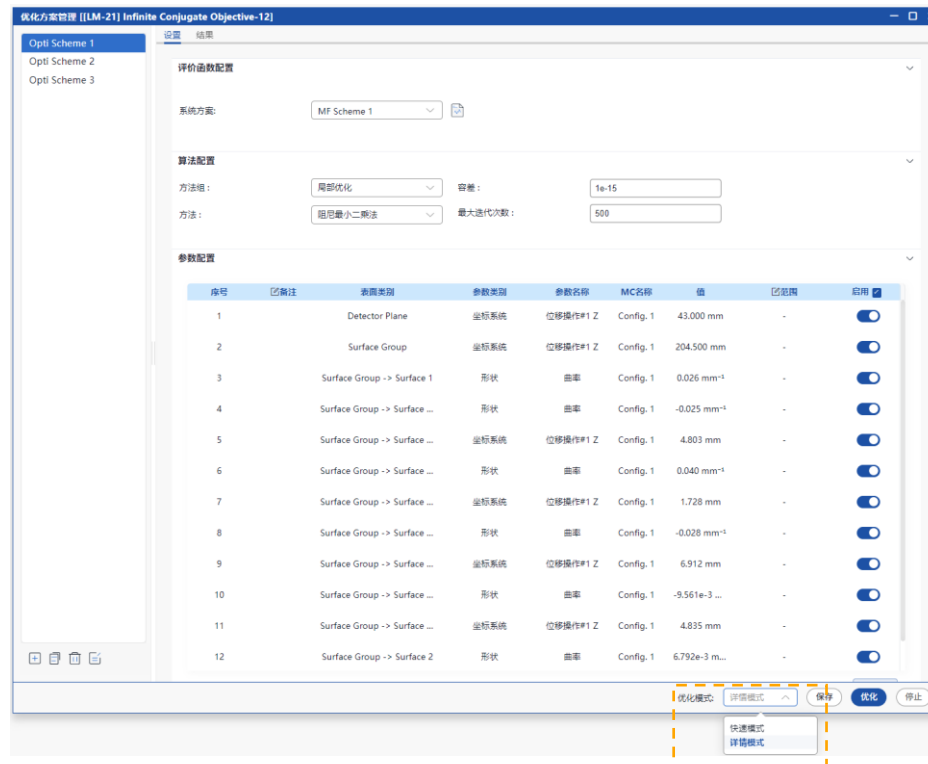 优化方案管理 [[LM-21] Infinite Conjugate Objective-12]
Opti Scheme 1
Opti Scheme 2
Opti Scheme 3
设置 结果
评价函数配置
系统方案: MF Scheme 1
算法配置
方法组: 局部优化 容差: 1e-15
方法: 阻尼最小二乘法 最大迭代次数: 500
参数配置
序号 备注 表面类别 参数类别 参数名称 MC名称 值 范围 启用
1 Detector Plane 坐标系统 位移操作#1 Z Config. 1 43.000 mm -
2 Surface Group 坐标系统 位移操作#1 Z Config. 1 204.500 mm -
3 Surface Group -> Surface 1 形状 曲率 Config. 1 0.026 mm⁻¹ -
4 Surface Group -> Surface ... 形状 曲率 Config. 1 -0.025 mm⁻¹ -
5 Surface Group -> Surface ... 坐标系统 位移操作#1 Z Config. 1 4.803 mm -
6 Surface Group -> Surface ... 形状 曲率 Config. 1 0.040 mm⁻¹ -
7 Surface Group -> Surface ... 坐标系统 位移操作#1 Z Config. 1 1.728 mm -
8 Surface Group -> Surface ... 形状 曲率 Config. 1 -0.028 mm⁻¹ -
9 Surface Group -> Surface ... 坐标系统 位移操作#1 Z Config. 1 6.912 mm -
10 Surface Group -> Surface ... 形状 曲率 Config. 1 -9.561e-3 ... -
11 Surface Group -> Surface ... 坐标系统 位移操作#1 Z Config. 1 4.835 mm -
12 Surface Group -> Surface 2 形状 曲率 Config. 1 6.792e-3 m... -
优化模式: 详情模式 保存 优化 停止
快速模式
详情模式